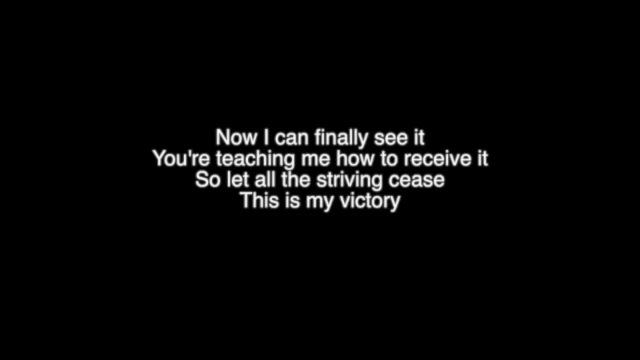 Now I can finally see it
You're teaching me how to receive it
So let all the striving cease
This is my victory